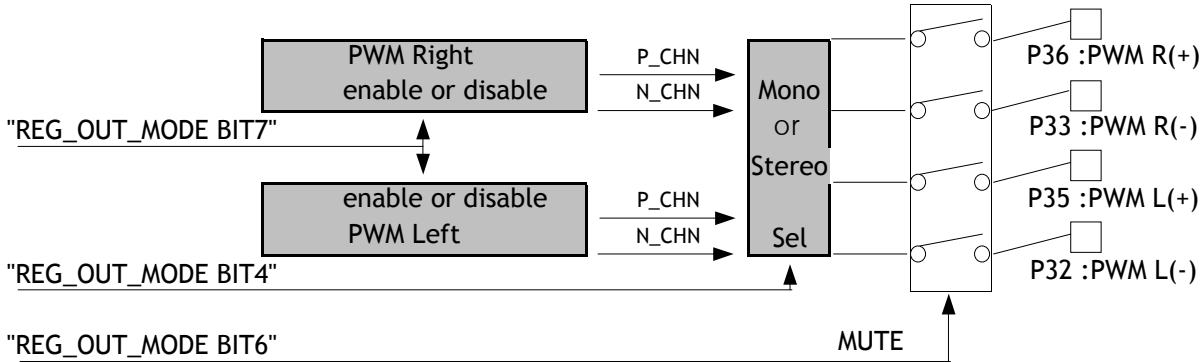 PWM Right
enable or disable
P_CHN
N_CHN
"REG_OUT_MODE BIT7"
enable or disable
PWM Left
P_CHN
N_CHN
"REG_OUT_MODE BIT4"
Mono
or
Stereo
Sel
P36 :PWM R(+)
P33 :PWM R(-)
P35 :PWM L(+)
P32 :PWM L(-)
"REG_OUT_MODE BIT6"
MUTE